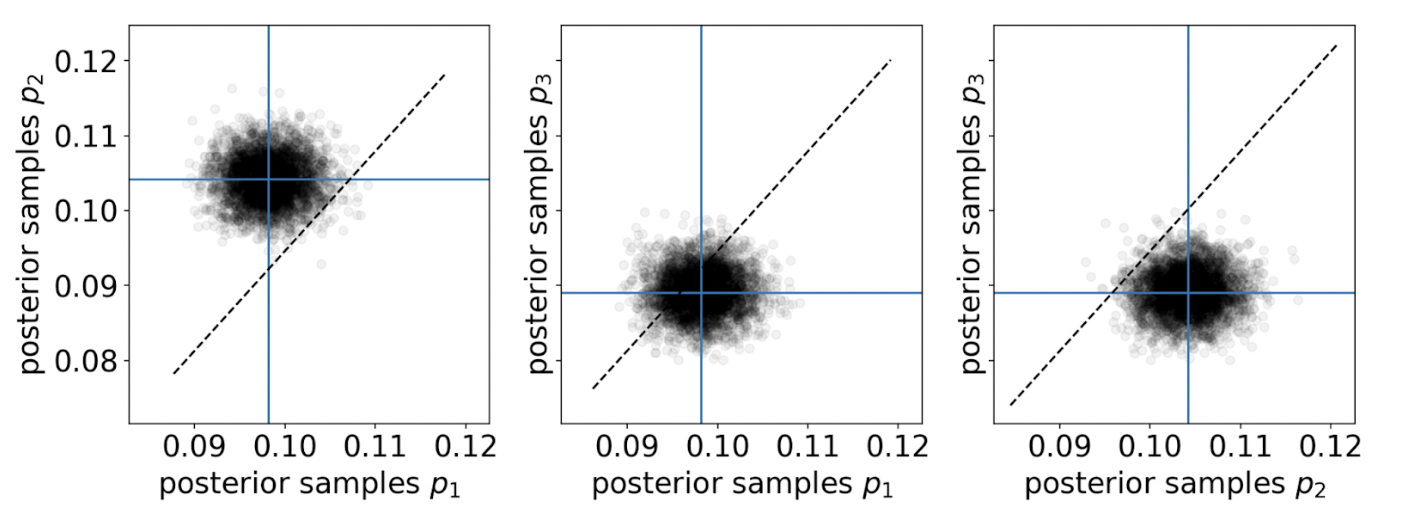 posterior samples p₂
0.12
0.11
0.10
0.09
0.08
0.09 0.10 0.11 0.12
posterior samples p₁
posterior samples p₃
0.09 0.10 0.11 0.12
posterior samples p₁
posterior samples p₃
0.09 0.10 0.11 0.12
posterior samples p₂